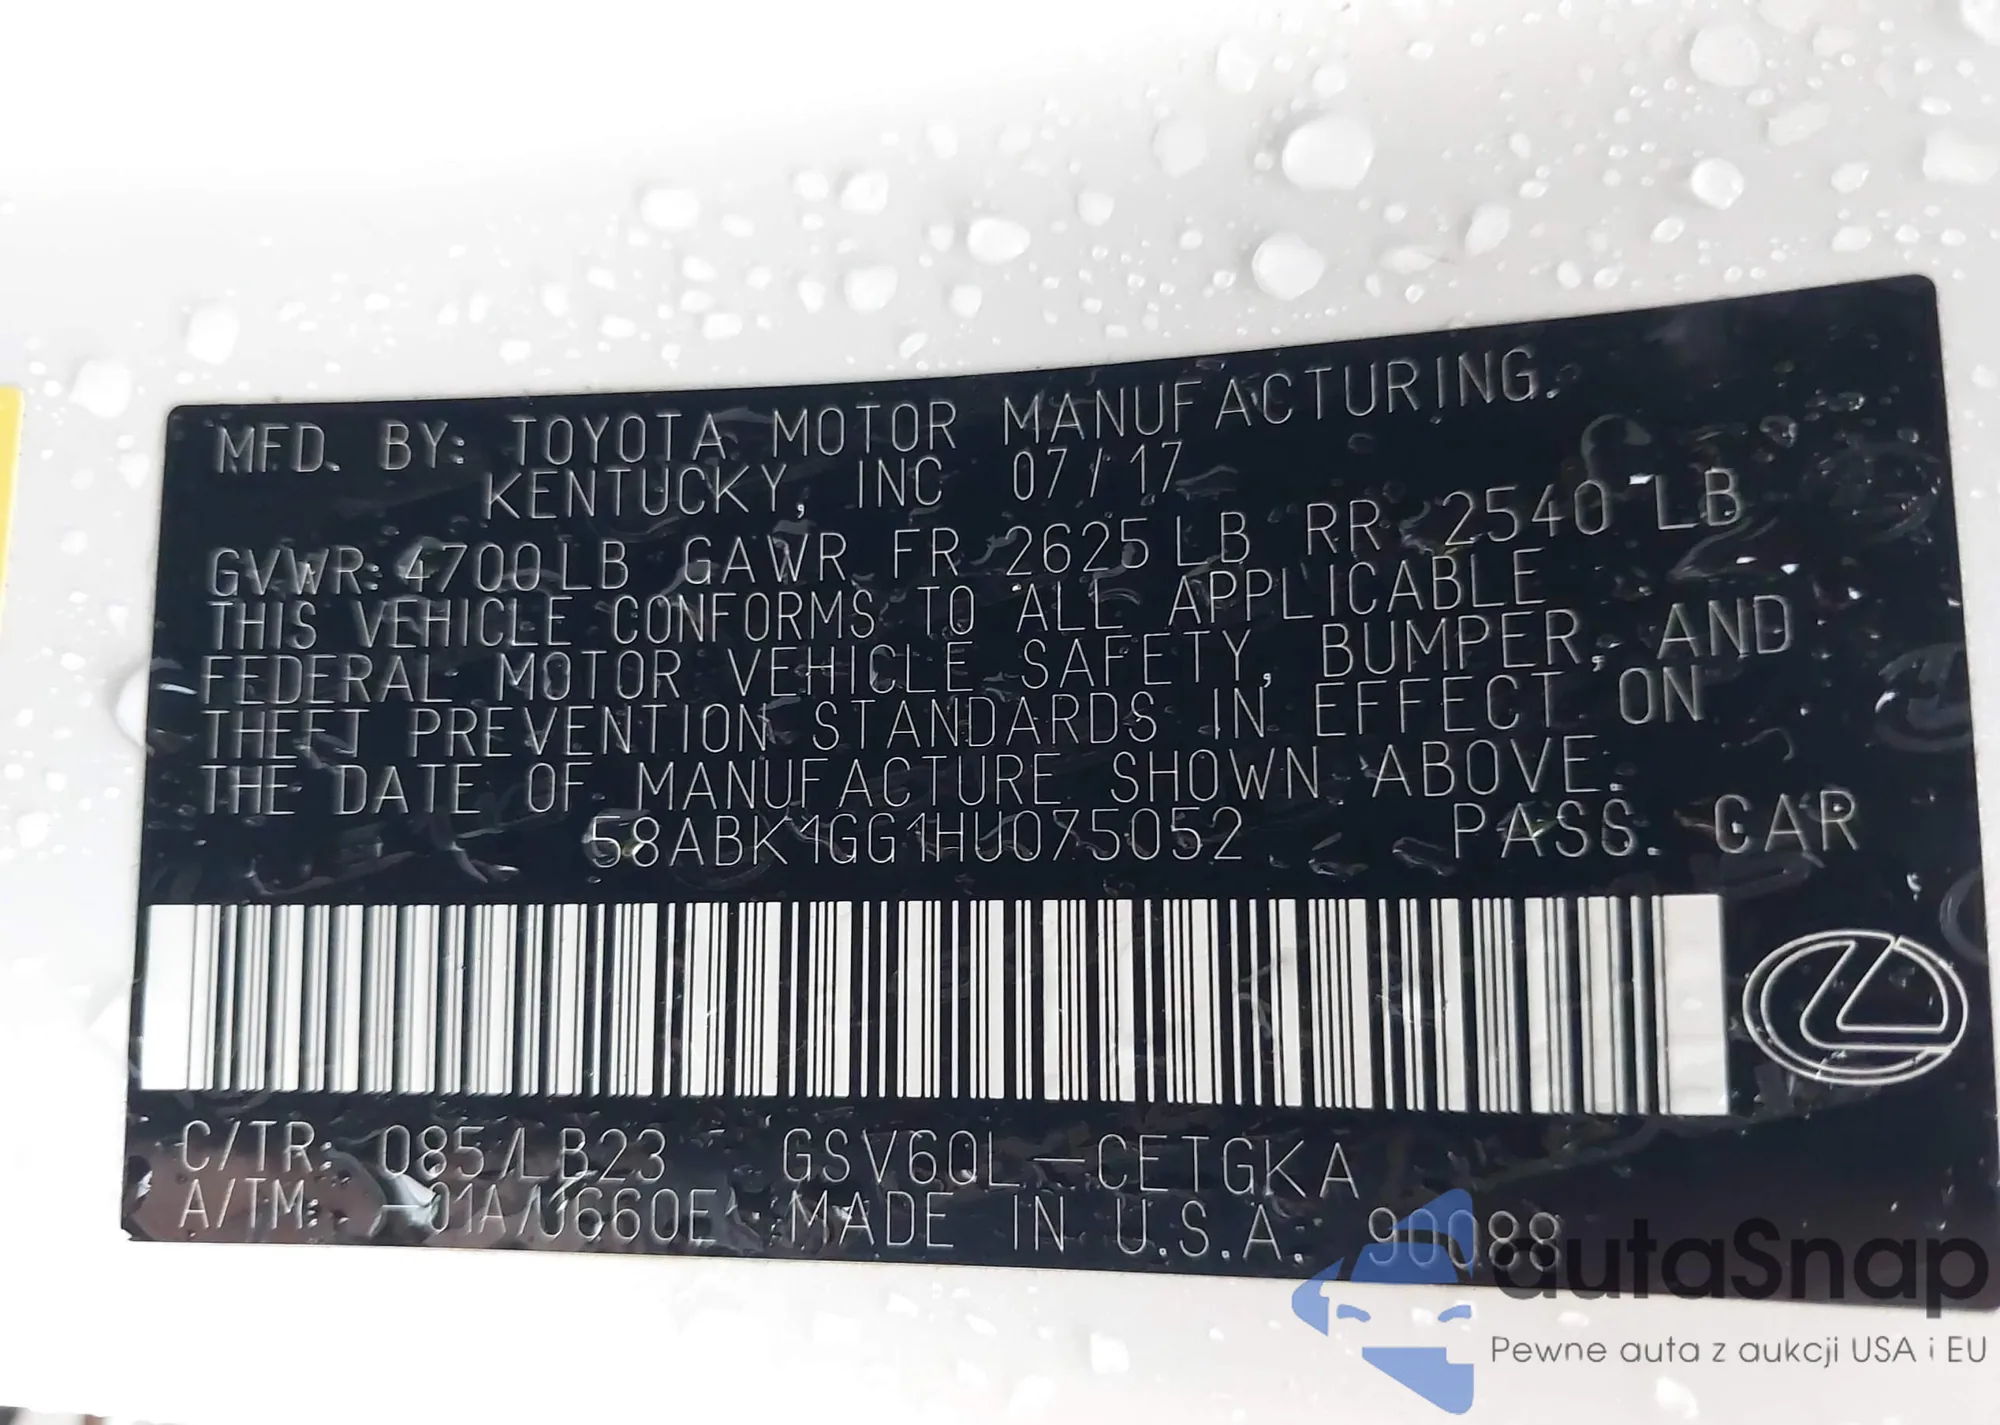 MFD. BY: TOYOTA MOTOR MANUFACTURING.
KENTUCKY, INC 07/17
GVWR: 4700LB GAWR FR 2625LB RR 2540 LB
THIS VEHICLE CONFORMS TO ALL APPLICABLE
FEDERAL MOTOR VEHICLE SAFETY, BUMPER, AND
THEFT PREVENTION STANDARDS IN EFFECT ON
THE DATE OF MANUFACTURE SHOWN ABOVE.
58ABK1GG1HU075052 PASS. CAR
C/TR: 085/LB23 GSV60L-CETGKA
A/TM: -01A/U660E MADE IN U.S.A. 90088
autaSnap
Pewne auta z aukcji USA i EU